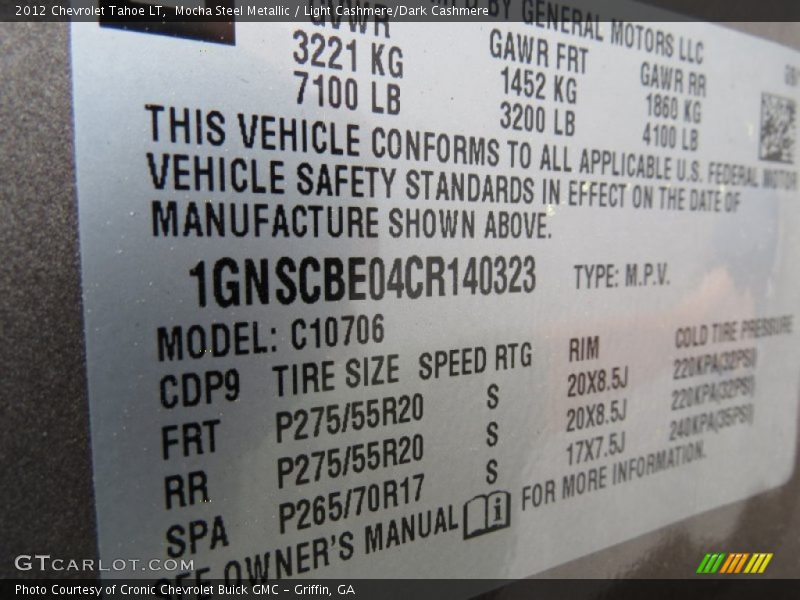 2012 Chevrolet Tahoe LT, Mocha Steel Metallic / Light Cashmere/Dark Cashmere
BY GENERAL MOTORS LLC
GVWR GAWR FRT GAWR RR
3221 KG 1452 KG 1860 KG
7100 LB 3200 LB 4100 LB
THIS VEHICLE CONFORMS TO ALL APPLICABLE U.S. FEDERAL MOTOR
VEHICLE SAFETY STANDARDS IN EFFECT ON THE DATE OF
MANUFACTURE SHOWN ABOVE.
1GNSCBE04CR140323 TYPE: M.P.V.
MODEL: C10706
CDP9 TIRE SIZE SPEED RTG RIM COLD TIRE PRESSURE
FRT P275/55R20 S 20X8.5J 220KPA(32PSI)
RR P275/55R20 S 20X8.5J 220KPA(32PSI)
SPA P265/70R17 S 17X7.5J 240KPA(35PSI)
SEE OWNER'S MANUAL FOR MORE INFORMATION.
GTCARLOT.COM
Photo Courtesy of Cronic Chevrolet Buick GMC – Griffin, GA